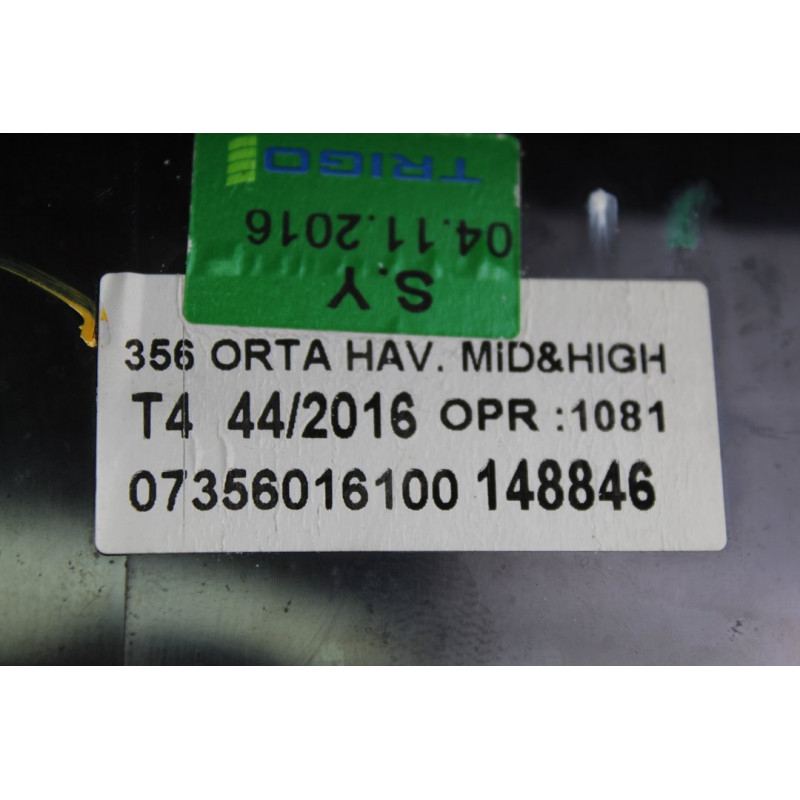 TRIGO
04.11.2016
S.Y
356 ORTA HAV. MiD&HIGH
T4 44/2016 OPR :1081
07356016100 148846